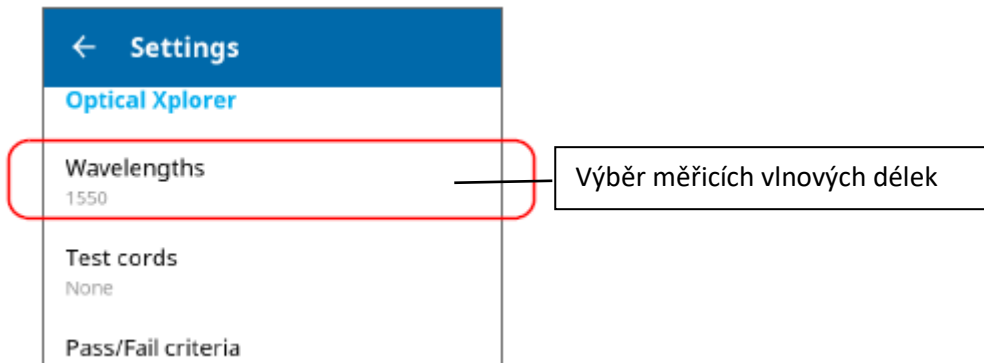 ← Settings
Optical Xplorer
Wavelengths
1550
Výběr měřicích vlnových délek
Test cords
None
Pass/Fail criteria